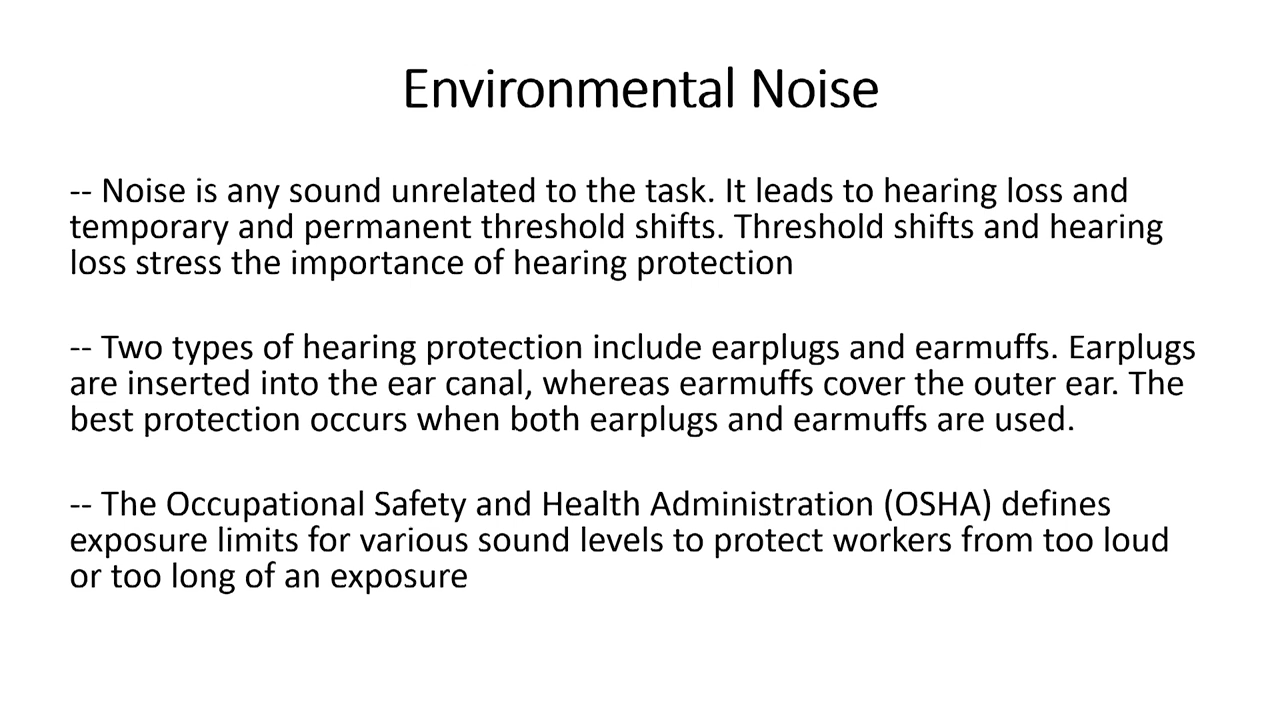 Environmental Noise
-- Noise is any sound unrelated to the task. It leads to hearing loss and
temporary and permanent threshold shifts. Threshold shifts and hearing
loss stress the importance of hearing protection
-- Two types of hearing protection include earplugs and earmuffs. Earplugs
are inserted into the ear canal, whereas earmuffs cover the outer ear. The
best protection occurs when both earplugs and earmuffs are used.
-- The Occupational Safety and Health Administration (OSHA) defines
exposure limits for various sound levels to protect workers from too loud
or too long of an exposure